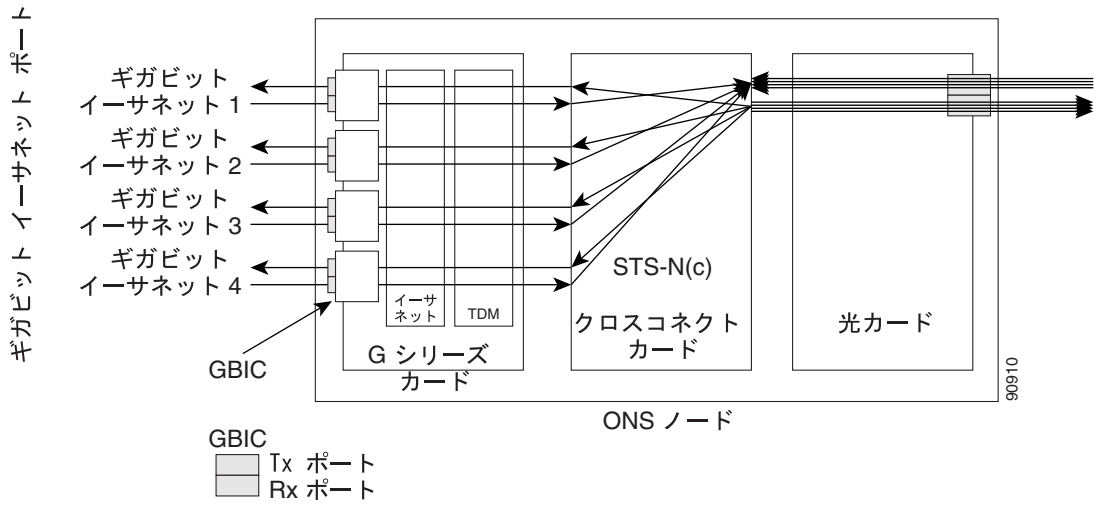 ギガビット イーサネット ポート
ギガビット
イーサネット 1
ギガビット
イーサネット 2
ギガビット
イーサネット 3
ギガビット
イーサネット 4
GBIC
イーサ
ネット
TDM
G シリーズ
カード
STS-N(c)
クロスコネクト
カード
光カード
90910
ONS ノード
GBIC
Tx ポート
Rx ポート